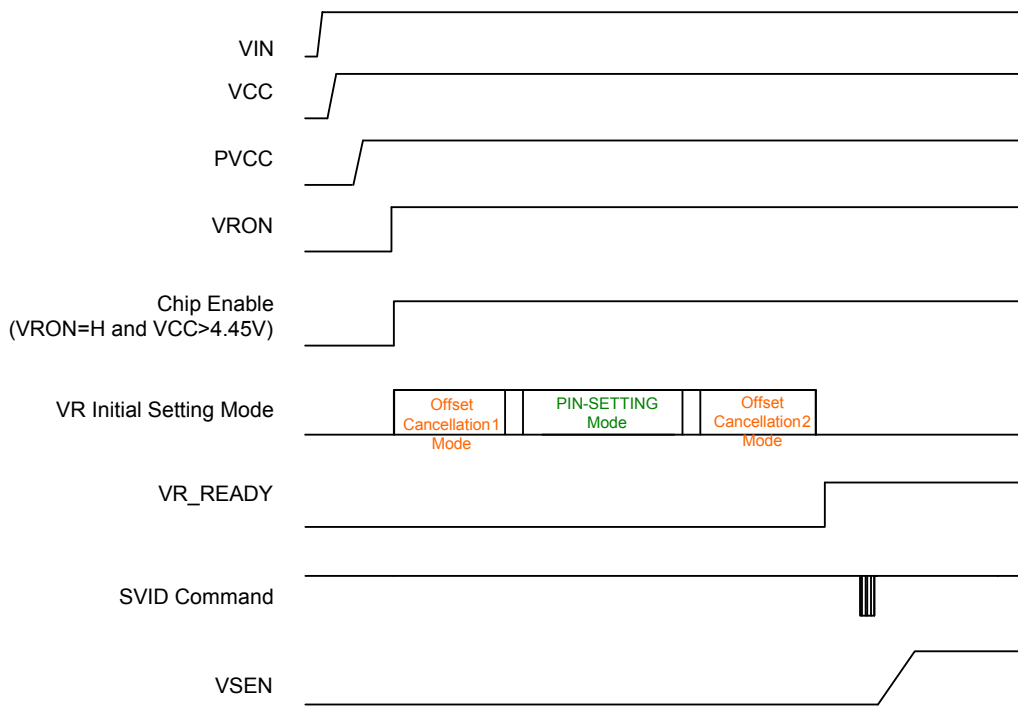 VIN
VCC
PVCC
VRON
Chip Enable
(VRON=H and VCC>4.45V)
VR Initial Setting Mode
Offset
Cancellation1
Mode
PIN-SETTING
Mode
Offset
Cancellation2
Mode
VR_READY
SVID Command
VSEN